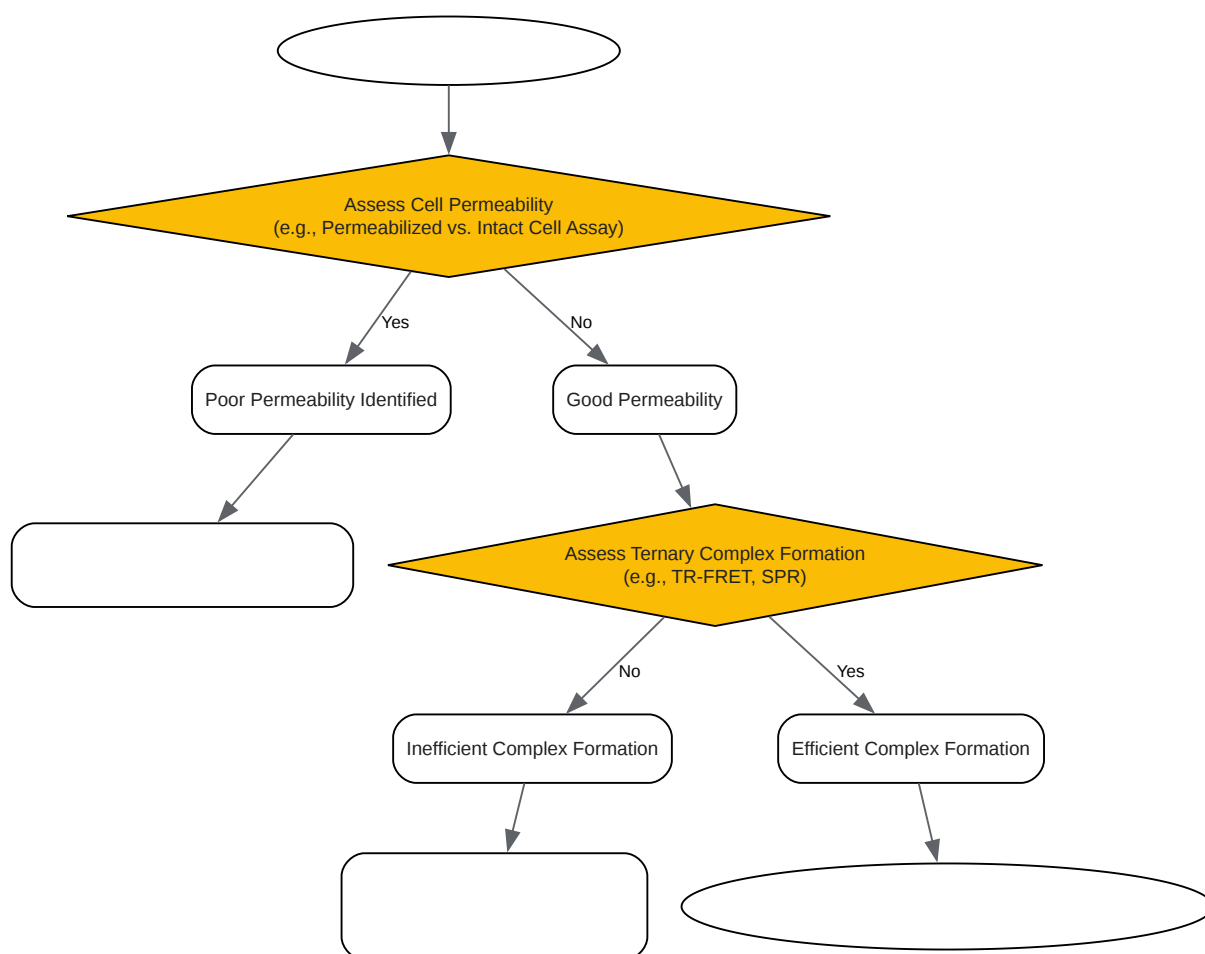 Assess Cell Permeability
(e.g., Permeabilized vs. Intact Cell Assay)
Yes
No
Poor Permeability Identified
Good Permeability
Assess Ternary Complex Formation
(e.g., TR-FRET, SPR)
No
Yes
Inefficient Complex Formation
Efficient Complex Formation